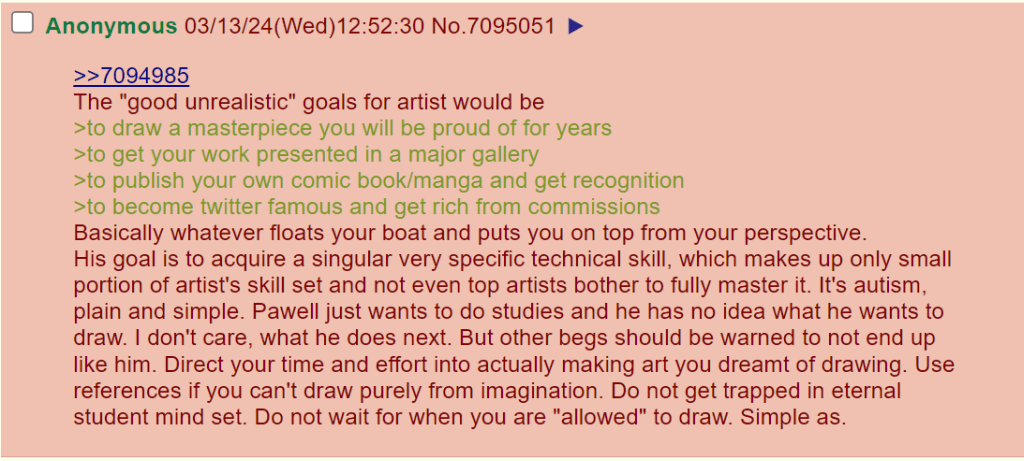 Anonymous 03/13/24(Wed)12:52:30 No.7095051 ▶
>>7094985
The "good unrealistic" goals for artist would be
>to draw a masterpiece you will be proud of for years
>to get your work presented in a major gallery
>to publish your own comic book/manga and get recognition
>to become twitter famous and get rich from commissions
Basically whatever floats your boat and puts you on top from your perspective.
His goal is to acquire a singular very specific technical skill, which makes up only small
portion of artist's skill set and not even top artists bother to fully master it. It's autism,
plain and simple. Pawell just wants to do studies and he has no idea what he wants to
draw. I don't care, what he does next. But other begs should be warned to not end up
like him. Direct your time and effort into actually making art you dreamt of drawing. Use
references if you can't draw purely from imagination. Do not get trapped in eternal
student mind set. Do not wait for when you are "allowed" to draw. Simple as.